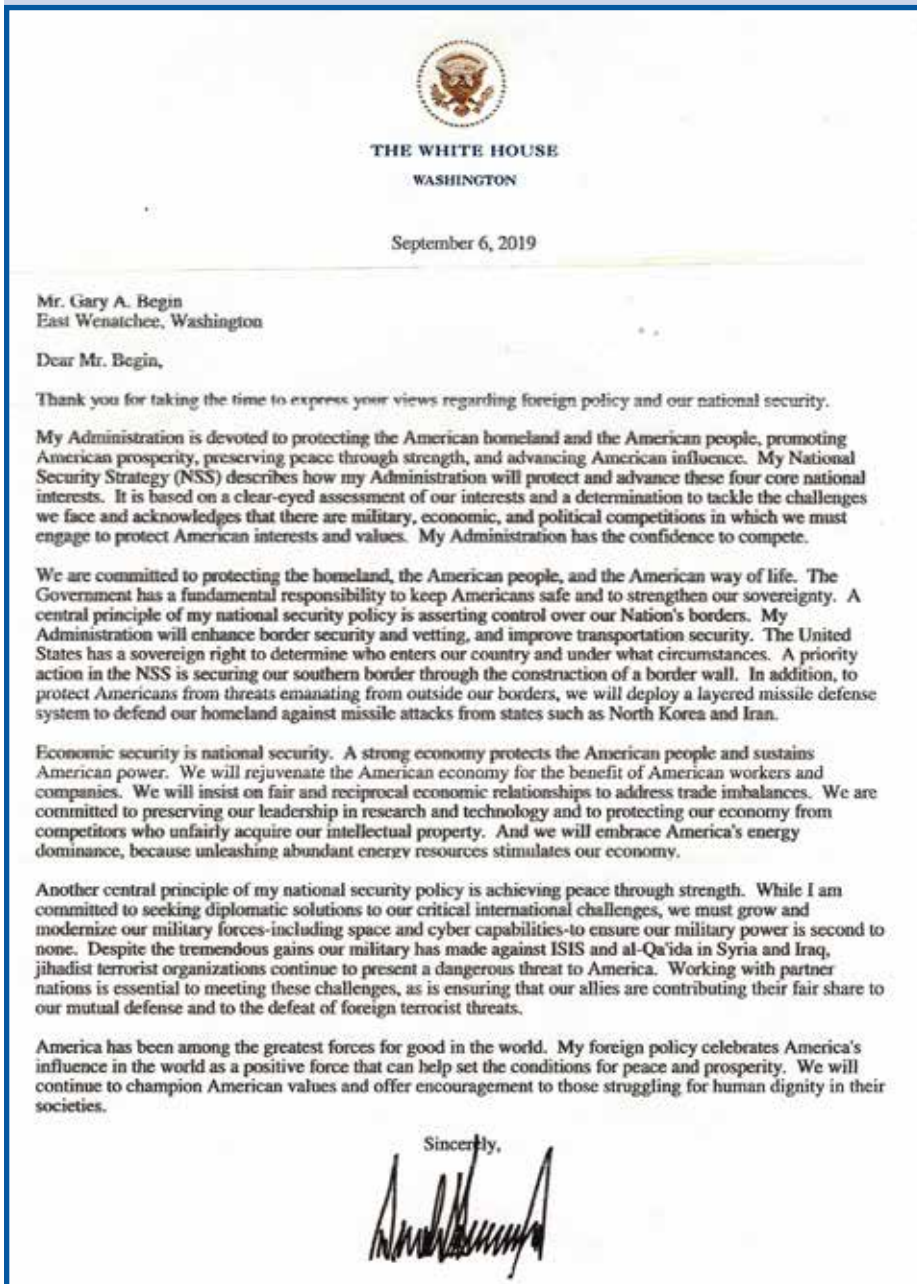 THE WHITE HOUSE
WASHINGTON
September 6, 2019
Mr. Gary A. Begin
East Wenatchee, Washington
Dear Mr. Begin,
Thank you for taking the time to express your views regarding foreign policy and our national security.
My Administration is devoted to protecting the American homeland and the American people, promoting
American prosperity, preserving peace through strength, and advancing American influence. My National
Security Strategy (NSS) describes how my Administration will protect and advance these four core national
interests. It is based on a clear-eyed assessment of our interests and a determination to tackle the challenges
we face and acknowledges that there are military, economic, and political competitions in which we must
engage to protect American interests and values. My Administration has the confidence to compete.
We are committed to protecting the homeland, the American people, and the American way of life. The
Government has a fundamental responsibility to keep Americans safe and to strengthen our sovereignty. A
central principle of my national security policy is asserting control over our Nation's borders. My
Administration will enhance border security and vetting, and improve transportation security. The United
States has a sovereign right to determine who enters our country and under what circumstances. A priority
action in the NSS is securing our southern border through the construction of a border wall. In addition, to
protect Americans from threats emanating from outside our borders, we will deploy a layered missile defense
system to defend our homeland against missile attacks from states such as North Korea and Iran.
Economic security is national security. A strong economy protects the American people and sustains
American power. We will rejuvenate the American economy for the benefit of American workers and
companies. We will insist on fair and reciprocal economic relationships to address trade imbalances. We are
committed to preserving our leadership in research and technology and to protecting our economy from
competitors who unfairly acquire our intellectual property. And we will embrace America's energy
dominance, because unleashing abundant energy resources stimulates our economy.
Another central principle of my national security policy is achieving peace through strength. While I am
committed to seeking diplomatic solutions to our critical international challenges, we must grow and
modernize our military forces-including space and cyber capabilities-to ensure our military power is second to
none. Despite the tremendous gains our military has made against ISIS and al-Qa'ida in Syria and Iraq,
jihadist terrorist organizations continue to present a dangerous threat to America. Working with partner
nations is essential to meeting these challenges, as is ensuring that our allies are contributing their fair share to
our mutual defense and to the defeat of foreign terrorist threats.
America has been among the greatest forces for good in the world. My foreign policy celebrates America's
influence in the world as a positive force that can help set the conditions for peace and prosperity. We will
continue to champion American values and offer encouragement to those struggling for human dignity in their
societies.
Sincerely,